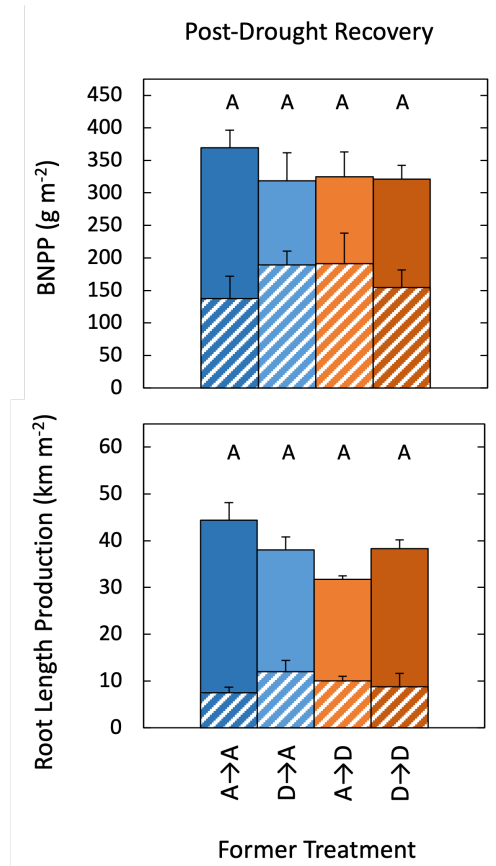 Post-Drought Recovery
BNPP (g m⁻²)
450
400
350
300
250
200
150
100
50
0
A A A A
Root Length Production (km m⁻²)
60
50
40
30
20
10
0
A A A A
A→A D→A A→D D→D
Former Treatment